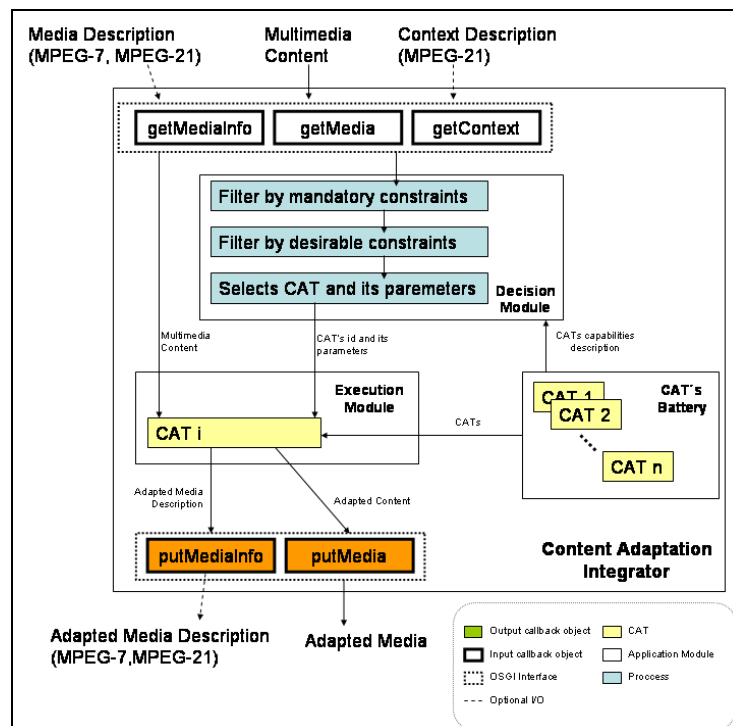 Media Description
(MPEG-7, MPEG-21)
Multimedia
Content
Context Description
(MPEG-21)
getMediaInfo
getMedia
getContext
Filter by mandatory constraints
Filter by desirable constraints
Selects CAT and its paremeters
Decision
Module
Multimedia
Content
CAT's id and its
parameters
CATs capabilities
description
Execution
Module
CAT i
CATs
CAT 1
CAT 2
CAT n
CAT´s
Battery
Adapted Media
Description
Adapted Content
putMediaInfo
putMedia
Content Adaptation
Integrator
Adapted Media Description
(MPEG-7,MPEG-21)
Adapted Media
Output callback object
CAT
Input callback object
Application Module
OSGI Interface
Proccess
Optional I/O